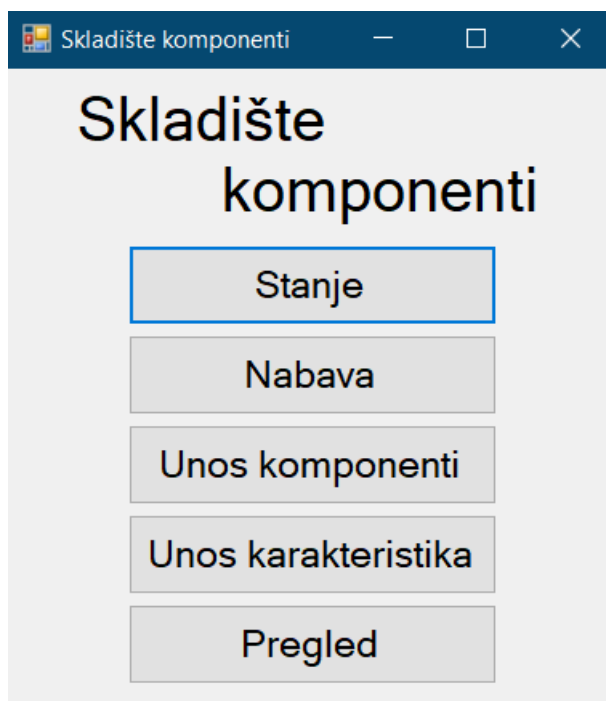 Skladište komponenti
Skladište
komponenti
Stanje
Nabava
Unos komponenti
Unos karakteristika
Pregled